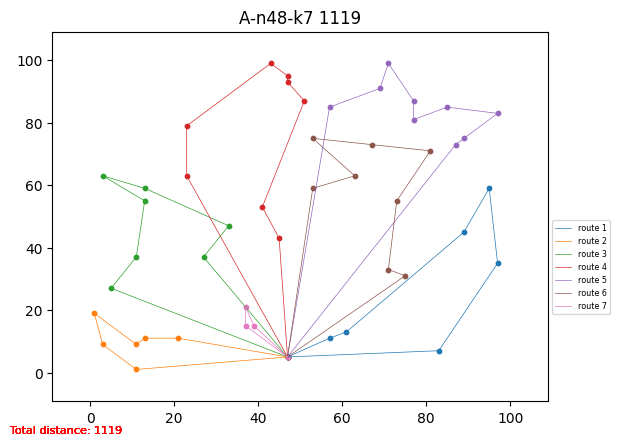 A-n48-k7 1119
100
80
60
40
20
0
0 20 40 60 80 100
route 1
route 2
route 3
route 4
route 5
route 6
route 7
Total distance: 1119